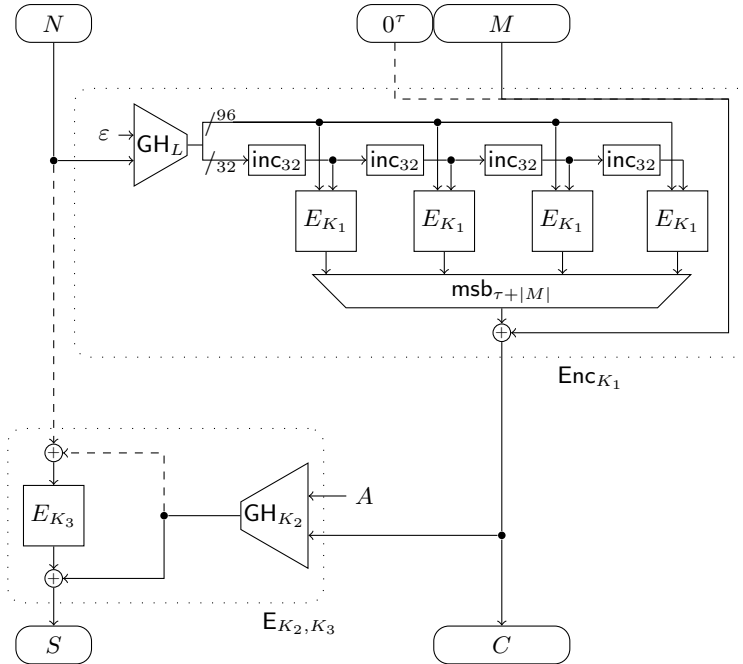 N 0^τ M
ε GH_L 96
32 inc_32 inc_32 inc_32 inc_32
E_{K_1} E_{K_1} E_{K_1} E_{K_1}
msb_{τ+|M|}
Enc_{K_1}
E_{K_3} GH_{K_2} A
E_{K_2,K_3}
S C